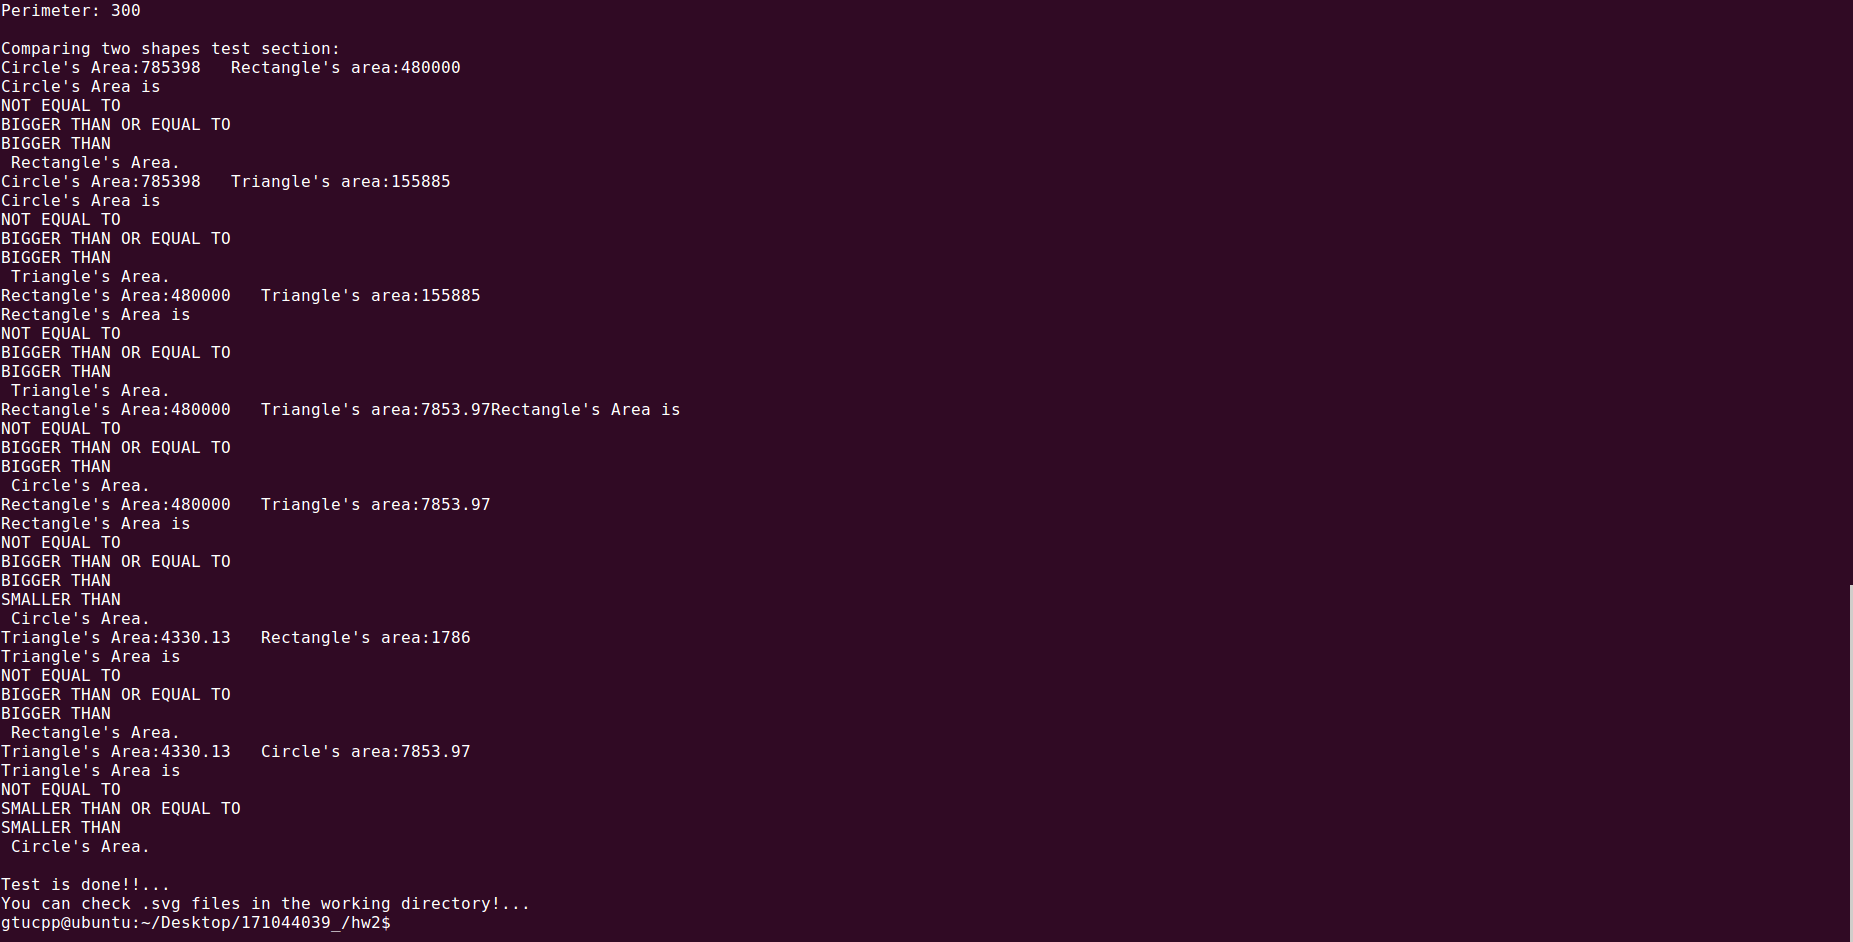 Perimeter: 300
Comparing two shapes test section:
Circle's Area:785398   Rectangle's area:480000
Circle's Area is
NOT EQUAL TO
BIGGER THAN OR EQUAL TO
BIGGER THAN
 Rectangle's Area.
Circle's Area:785398   Triangle's area:155885
Circle's Area is
NOT EQUAL TO
BIGGER THAN OR EQUAL TO
BIGGER THAN
 Triangle's Area.
Rectangle's Area:480000   Triangle's area:155885
Rectangle's Area is
NOT EQUAL TO
BIGGER THAN OR EQUAL TO
BIGGER THAN
 Triangle's Area.
Rectangle's Area:480000   Triangle's area:7853.97Rectangle's Area is
NOT EQUAL TO
BIGGER THAN OR EQUAL TO
BIGGER THAN
 Circle's Area.
Rectangle's Area:480000   Triangle's area:7853.97
Rectangle's Area is
NOT EQUAL TO
BIGGER THAN OR EQUAL TO
BIGGER THAN
SMALLER THAN
 Circle's Area.
Triangle's Area:4330.13   Rectangle's area:1786
Triangle's Area is
NOT EQUAL TO
BIGGER THAN OR EQUAL TO
BIGGER THAN
 Rectangle's Area.
Triangle's Area:4330.13   Circle's area:7853.97
Triangle's Area is
NOT EQUAL TO
SMALLER THAN OR EQUAL TO
SMALLER THAN
 Circle's Area.
Test is done!!...
You can check .svg files in the working directory!...
gtucpp@ubuntu:~/Desktop/171044039_/hw2$